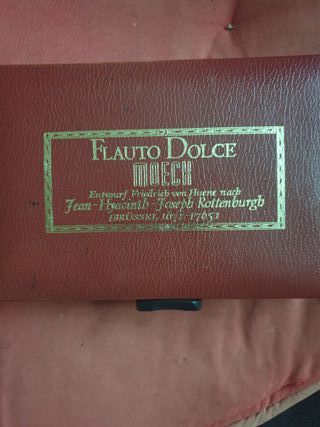 FLAUTO DOLCE
MOECK
Entwurf Friedrich von Huene nach
Jean-Hyacinth-Joseph Rottenburgh
(BRÜSSEL 1672-1765)